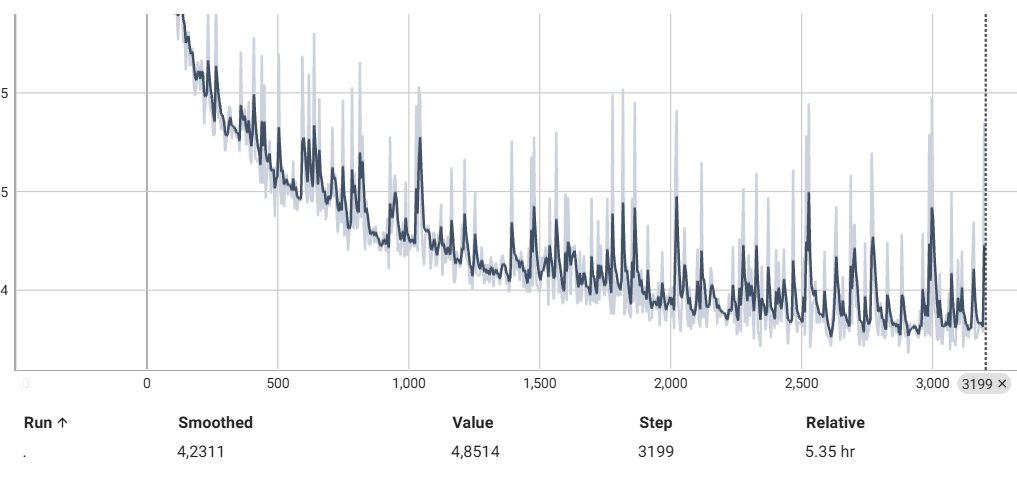 5
5
4
0 500 1,000 1,500 2,000 2,500 3,000 3199 ✕
Run ↑ Smoothed Value Step Relative
. 4,2311 4,8514 3199 5.35 hr